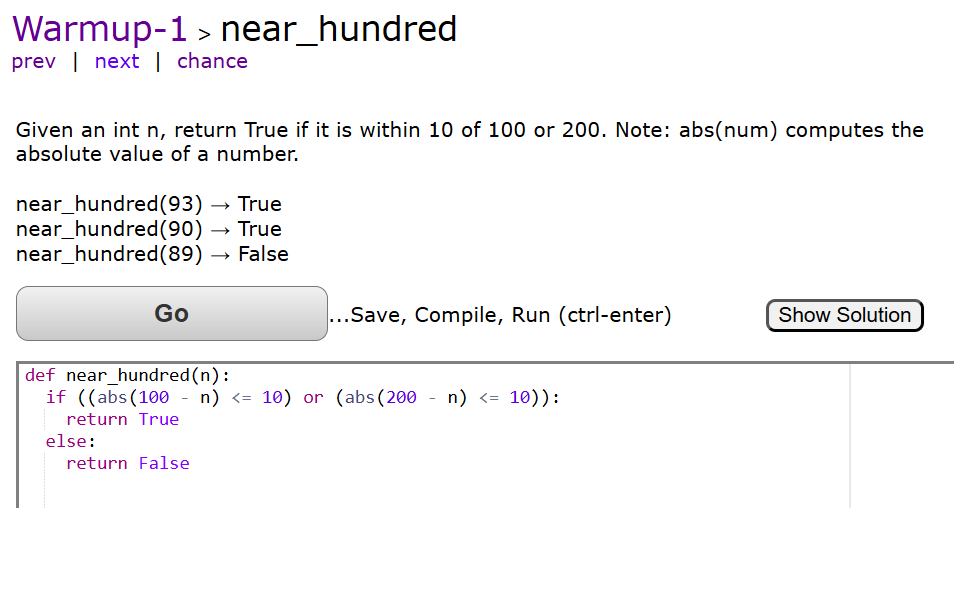 Warmup-1 > near_hundred
prev | next | chance
Given an int n, return True if it is within 10 of 100 or 200. Note: abs(num) computes the
absolute value of a number.
near_hundred(93) → True
near_hundred(90) → True
near_hundred(89) → False
Go ...Save, Compile, Run (ctrl-enter) Show Solution
def near_hundred(n):
  if ((abs(100 - n) <= 10) or (abs(200 - n) <= 10)):
    return True
  else:
    return False